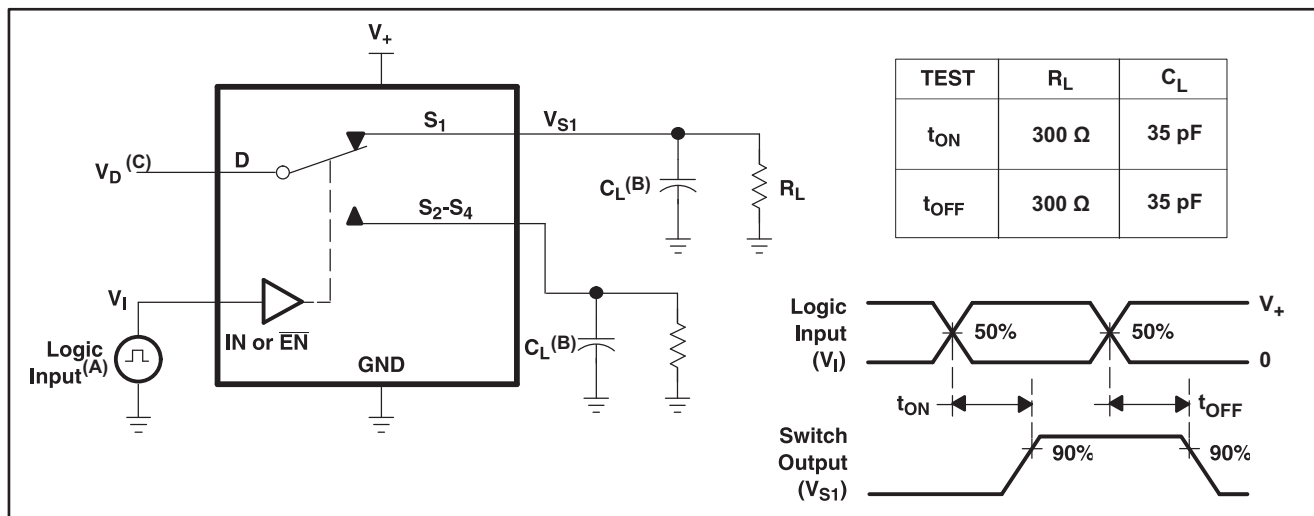 V+
S1
VS1
D
VD (C)
CL(B)
RL
S2-S4
VI
IN or EN
CL(B)
Logic
Input(A)
GND
TEST RL CL
tON 300 Ω 35 pF
tOFF 300 Ω 35 pF
Logic
Input
(VI)
50%
50%
V+
0
tON
tOFF
Switch
Output
(VS1)
90%
90%